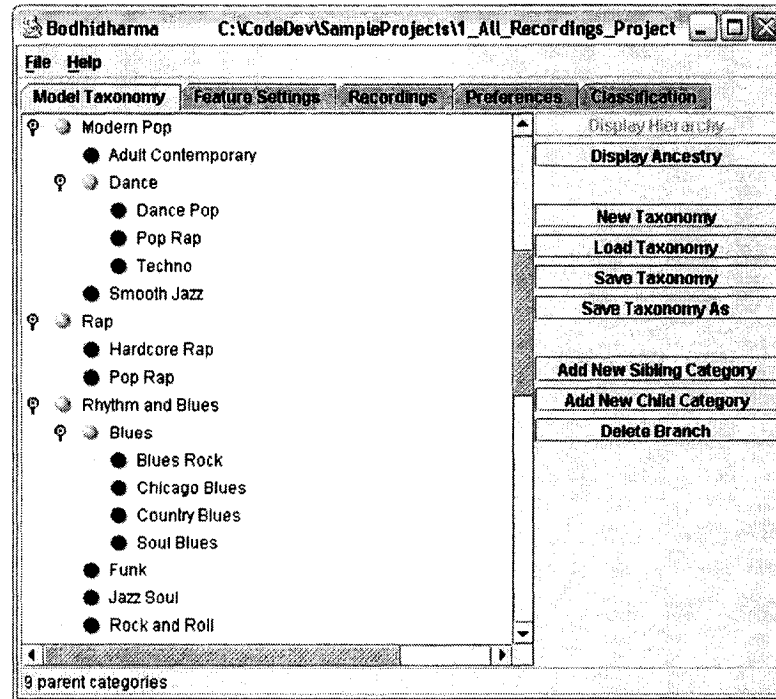 Bodhidharma C:\CodeDev\SampleProjects\1_All_Recordings_Project
File Help
Model Taxonomy Feature Settings Recordings Preferences Classification
Modern Pop
Adult Contemporary
Dance
Dance Pop
Pop Rap
Techno
Smooth Jazz
Rap
Hardcore Rap
Pop Rap
Rhythm and Blues
Blues
Blues Rock
Chicago Blues
Country Blues
Soul Blues
Funk
Jazz Soul
Rock and Roll
Display Hierarchy
Display Ancestry
New Taxonomy
Load Taxonomy
Save Taxonomy
Save Taxonomy As
Add New Sibling Category
Add New Child Category
Delete Branch
9 parent categories